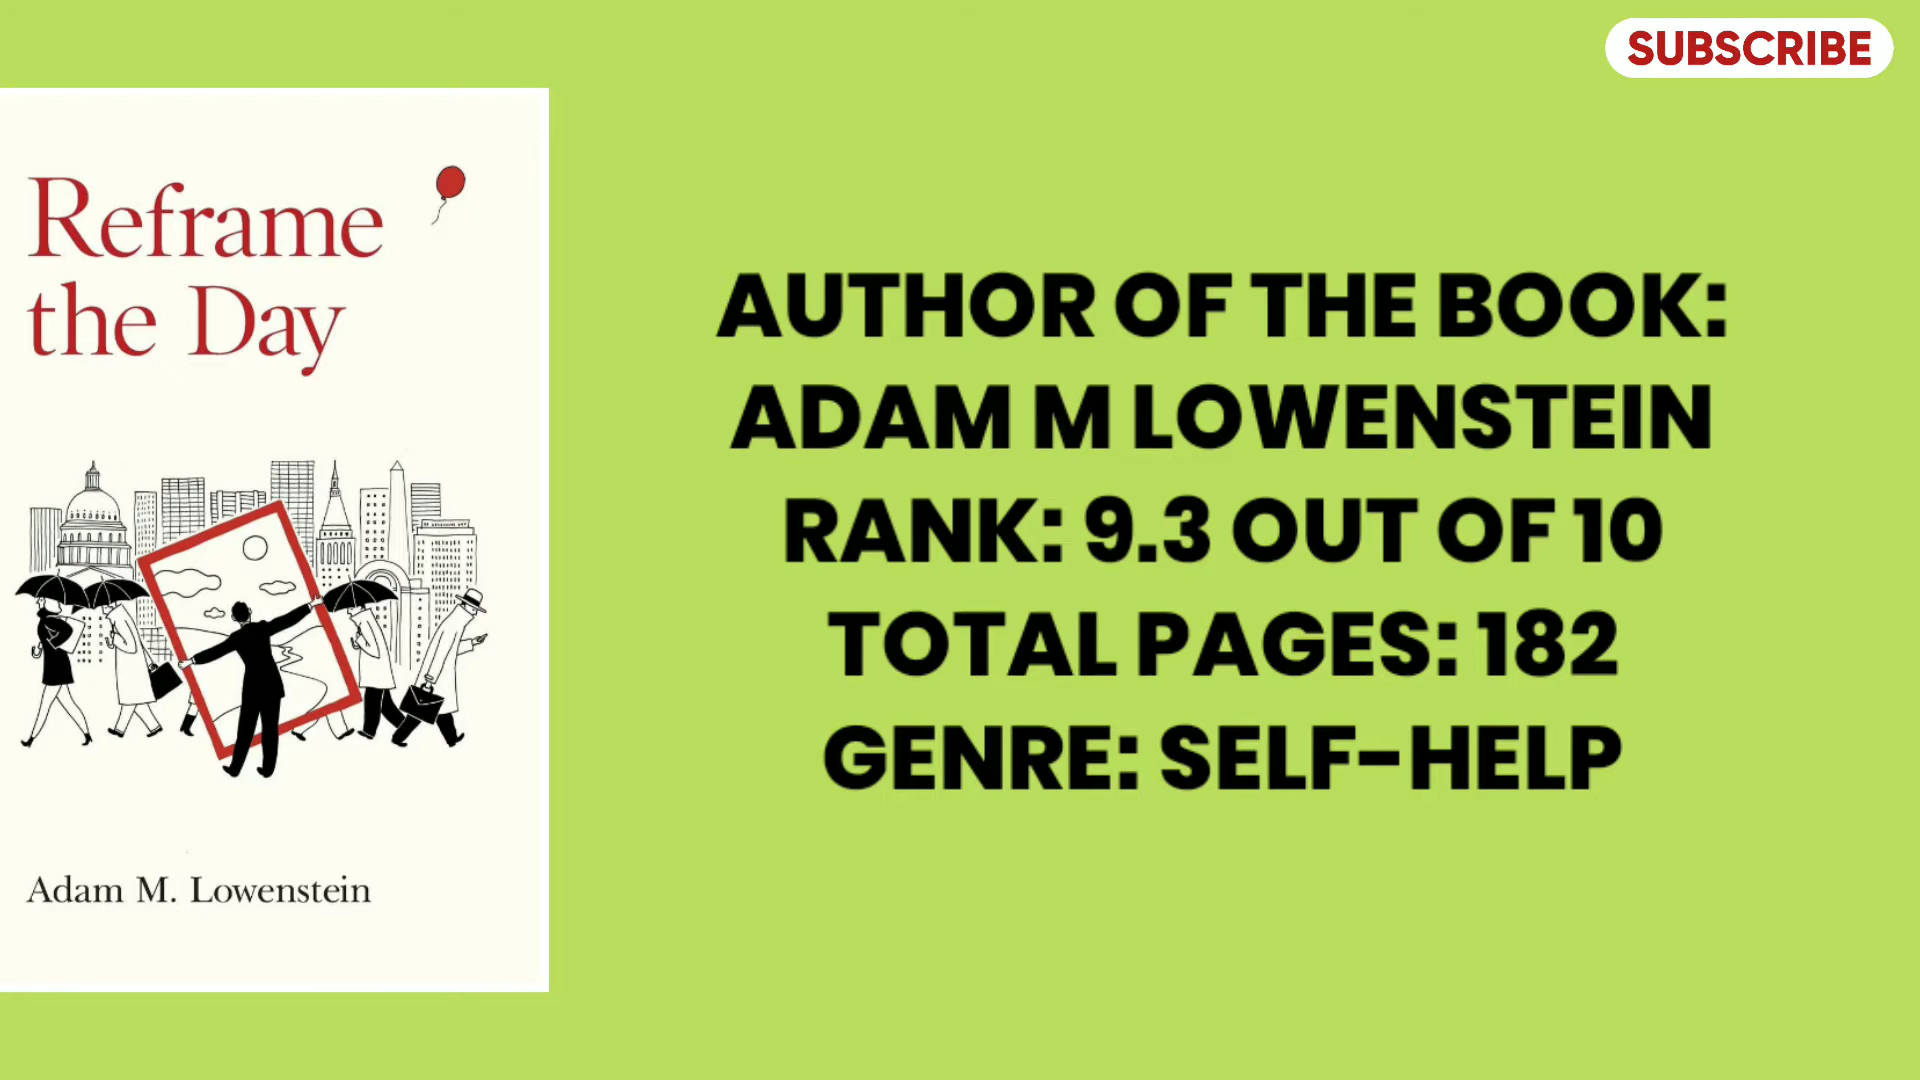 SUBSCRIBE
Reframe
the Day
Adam M. Lowenstein
AUTHOR OF THE BOOK:
ADAM M LOWENSTEIN
RANK: 9.3 OUT OF 10
TOTAL PAGES: 182
GENRE: SELF-HELP